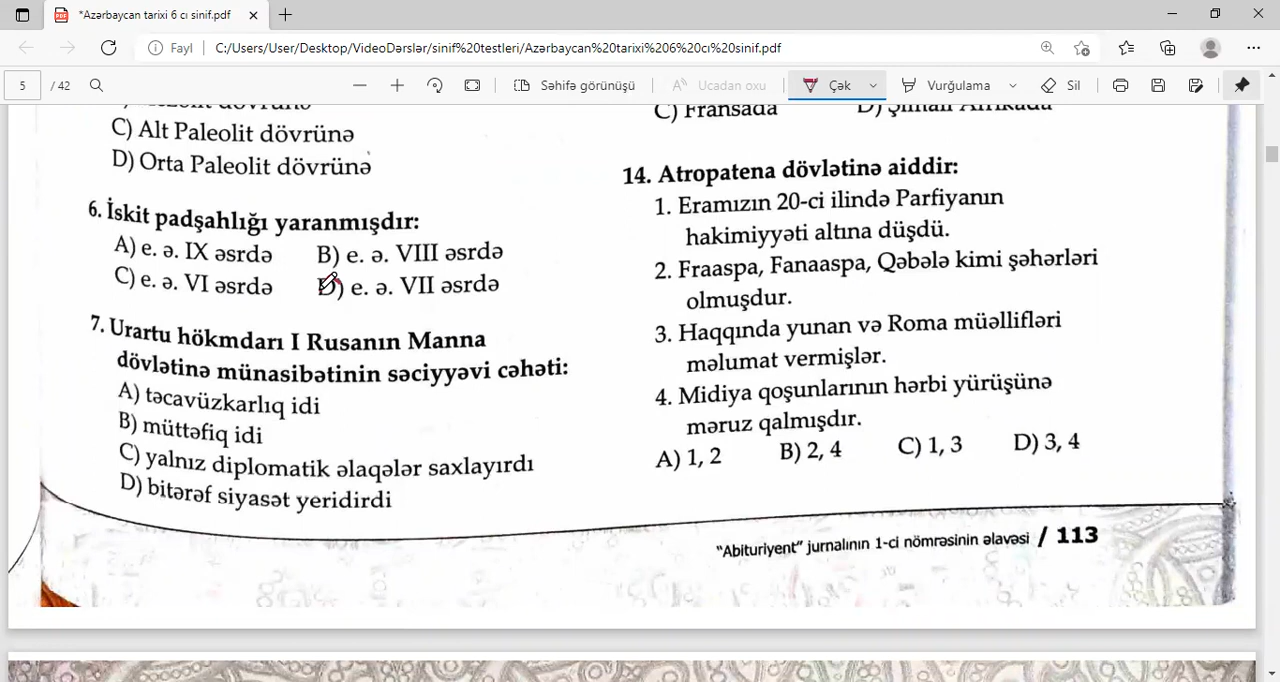 *Azərbaycan tarixi 6 cı sinif.pdf
Fayl
C:/Users/User/Desktop/VideoDərslər/sinif%20testleri/Azərbaycan%20tarixi%206%20cı%20sinif.pdf
5 / 42
Səhifə görünüşü
Ucadan oxu
Çək
Vurğulama
Sil
C) Alt Paleolit dövrünə
D) Orta Paleolit dövrünə
6. İskit padşahlığı yaranmışdır:
A) e. ə. IX əsrdə B) e. ə. VIII əsrdə
C) e. ə. VI əsrdə D) e. ə. VII əsrdə
7. Urartu hökmdarı I Rusanın Manna
dövlətinə münasibətinin səciyyəvi cəhəti:
A) təcavüzkarlıq idi
B) müttəfiq idi
C) yalnız diplomatik əlaqələr saxlayırdı
D) bitərəf siyasət yeridirdi
C) Fransada D) Şimali Afrikada
14. Atropatena dövlətinə aiddir:
1. Eramızın 20-ci ilində Parfiyanın
hakimiyyəti altına düşdü.
2. Fraaspa, Fanaaspa, Qəbələ kimi şəhərləri
olmuşdur.
3. Haqqında yunan və Roma müəllifləri
məlumat vermişlər.
4. Midiya qoşunlarının hərbi yürüşünə
məruz qalmışdır.
A) 1, 2 B) 2, 4 C) 1, 3 D) 3, 4
"Abituriyent" jurnalının 1-ci nömrəsinin əlavəsi / 113